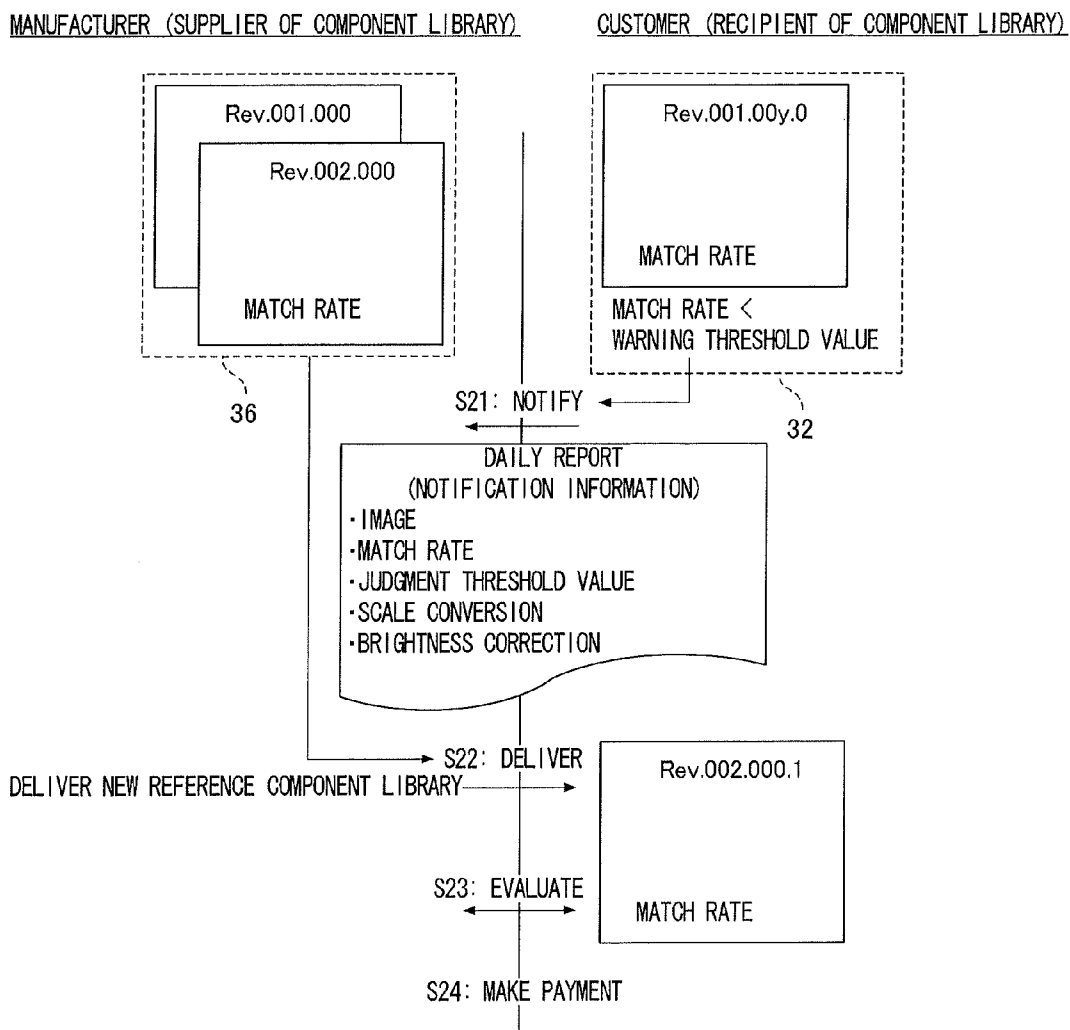 MANUFACTURER (SUPPLIER OF COMPONENT LIBRARY)
CUSTOMER (RECIPIENT OF COMPONENT LIBRARY)
Rev.001.000
Rev.002.000
MATCH RATE
36
Rev.001.00y.0
MATCH RATE
MATCH RATE <
WARNING THRESHOLD VALUE
32
S21: NOTIFY
DAILY REPORT
(NOTIFICATION INFORMATION)
・IMAGE
・MATCH RATE
・JUDGMENT THRESHOLD VALUE
・SCALE CONVERSION
・BRIGHTNESS CORRECTION
S22: DELIVER
DELIVER NEW REFERENCE COMPONENT LIBRARY
Rev.002.000.1
MATCH RATE
S23: EVALUATE
S24: MAKE PAYMENT